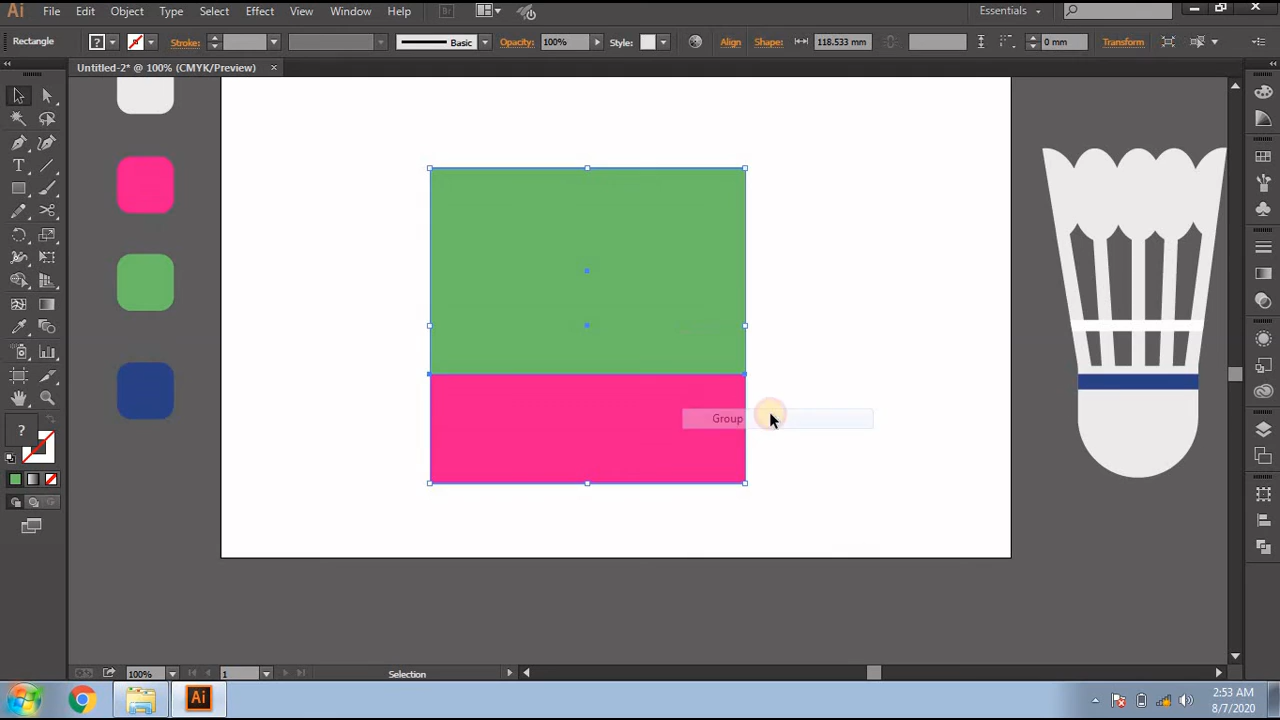 Ai File Edit Object Type Select Effect View Window Help Br Essentials
Rectangle ? Stroke: Basic Opacity: 100% Style: Align Shape: 118.533 mm 0 mm Transform
Untitled-2* @ 100% (CMYK/Preview) ×
T
Group
?
100% 1 Selection
Ai 2:53 AM
8/7/2020